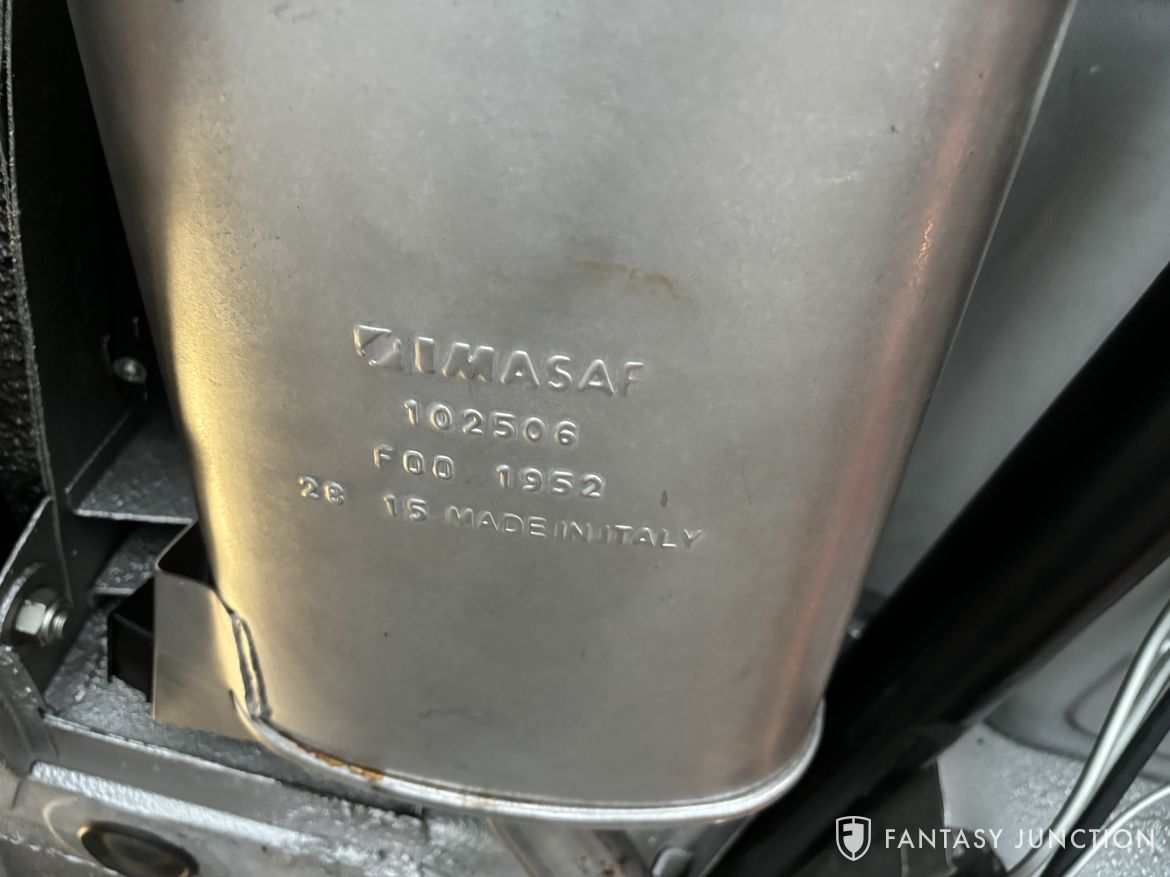 IMASAF
102506
F00 1952
28 15 MADE IN ITALY
FANTASY JUNCTION